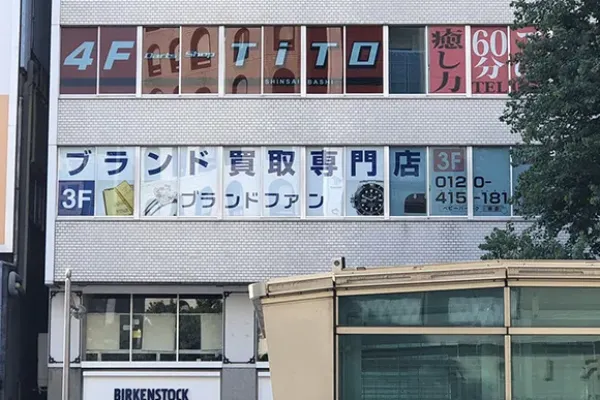 4F Darts Shop TiTO
SHINSAIBASHI
癒し力
60分
TEL
ブランド買取専門店
3F
ブランドファン
3F
0120-
415-181
BIRKENSTOCK